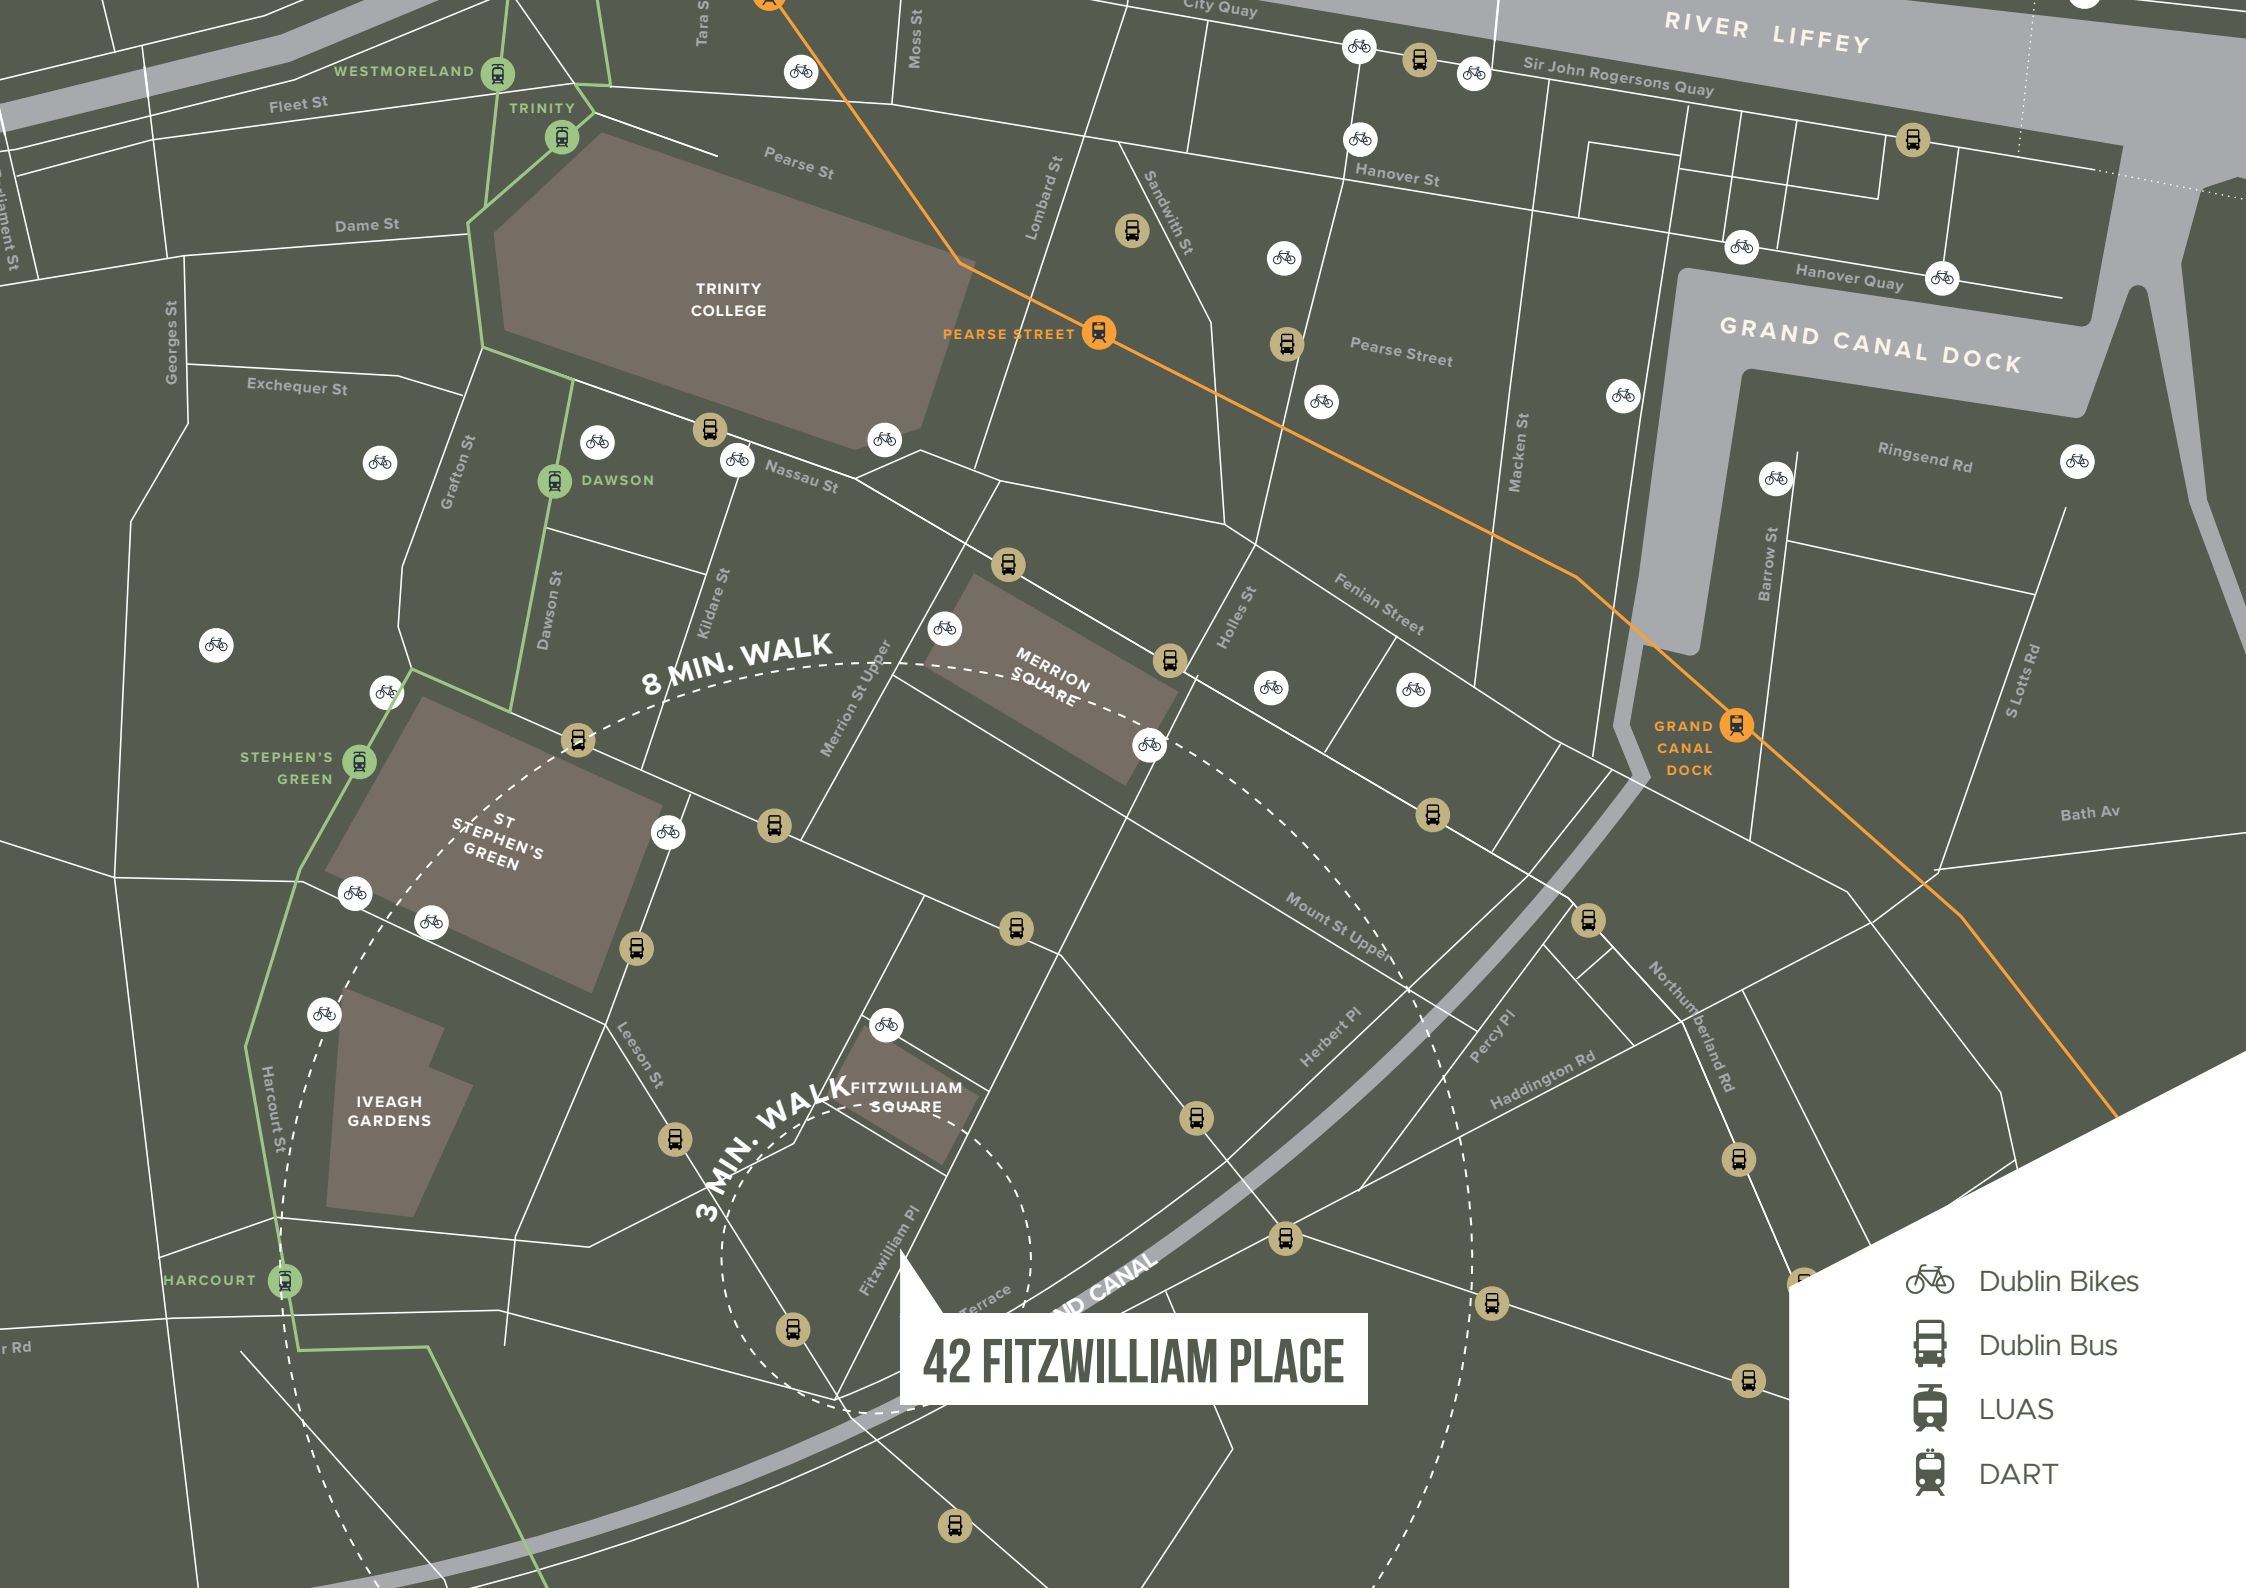 City Quay
RIVER LIFFEY
Moss St
WESTMORELAND
Sir John Rogersons Quay
Fleet St
TRINITY
Pearse St
Hanover St
Lombard St
Sandwith St
Dame St
TRINITY
COLLEGE
Hanover Quay
PEARSE STREET
Pearse Street
GRAND CANAL DOCK
Georges St
Exchequer St
Grafton St
Nassau St
DAWSON
Macken St
Ringsend Rd
Barrow St
Dawson St
Kildare St
Fenian Street
Holles St
8 MIN. WALK
Merrion St Upper
MERRION
SQUARE
S Lotts Rd
STEPHEN'S
GREEN
GRAND
CANAL
DOCK
Bath Av
ST
STEPHEN'S
GREEN
Mount St Upper
Northumberland Rd
Herbert Pl
Percy Pl
Haddington Rd
Leeson St
Harcourt St
IVEAGH
GARDENS
3 MIN. WALK
FITZWILLIAM
SQUARE
Fitzwilliam Pl
HARCOURT
Terrace
CANAL
42 FITZWILLIAM PLACE
Rd
Dublin Bikes
Dublin Bus
LUAS
DART